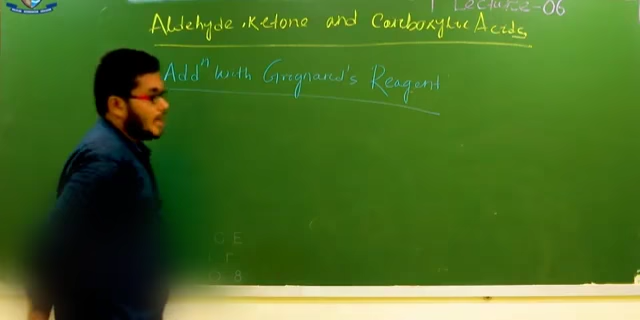 Lecture-06
Aldehyde, Ketone and Carboxylic Acids
Addⁿ with Gregnard's Reagent